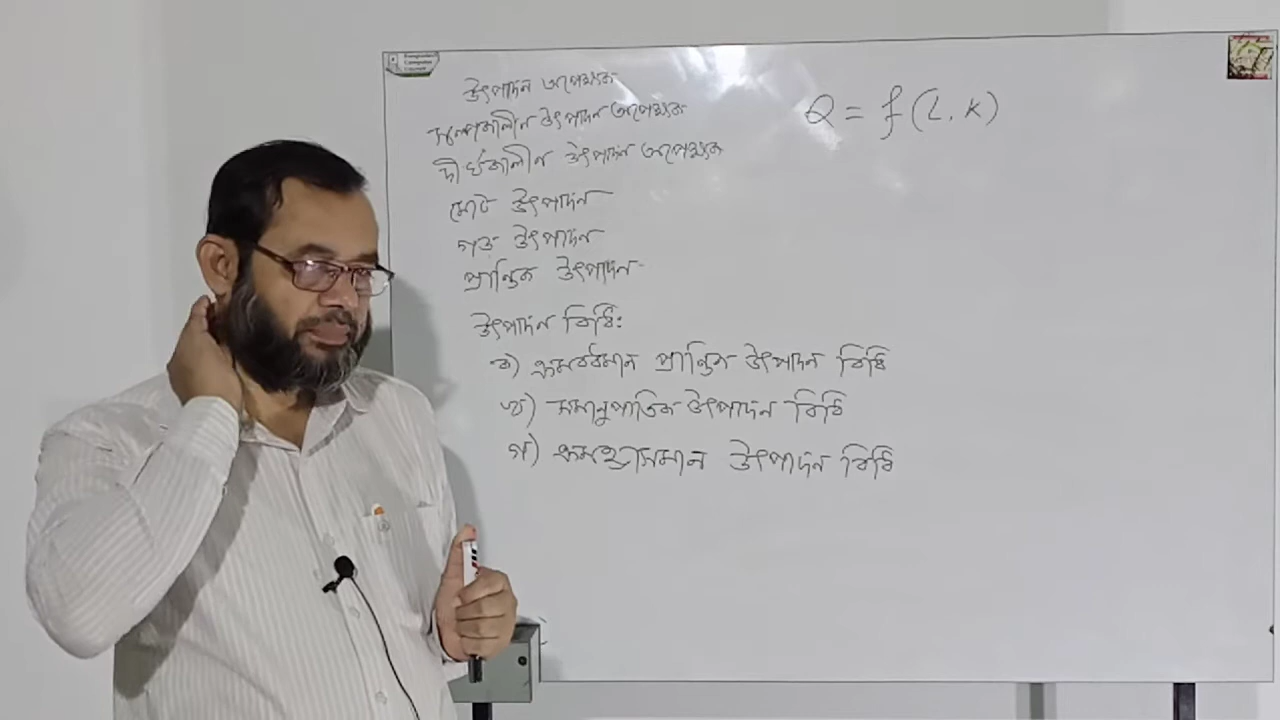 উৎপাদন অপেক্ষক
স্বল্পকালীন উৎপাদন অপেক্ষক
দীর্ঘকালীন উৎপাদন অপেক্ষক
মোট উৎপাদন
গড় উৎপাদন
প্রান্তিক উৎপাদন
উৎপাদন বিধিঃ
ক) ক্রমবর্ধমান প্রান্তিক উৎপাদন বিধি
খ) সমানুপাতিক উৎপাদন বিধি
গ) ক্রমহ্রাসমান উৎপাদন বিধি
Q = f (L, K)